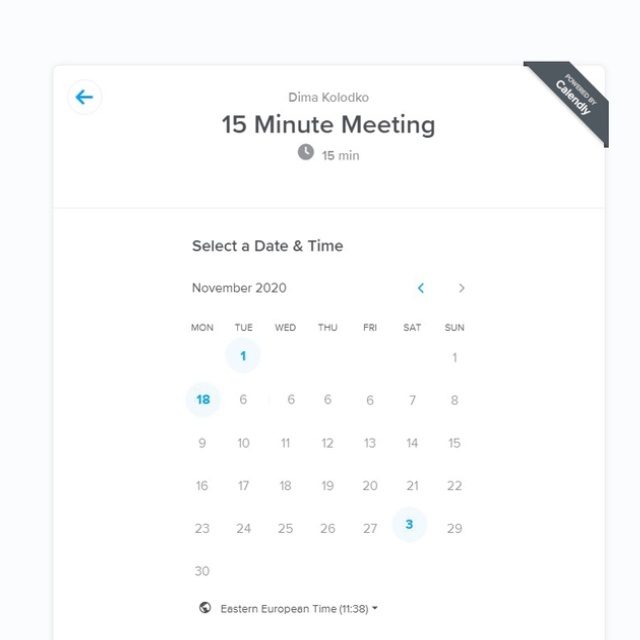 POWERED BY
Calendly
Dima Kolodko
15 Minute Meeting
15 min
Select a Date & Time
November 2020
MON TUE WED THU FRI SAT SUN
1 1
18 6 6 6 6 7 8
9 10 11 12 13 14 15
16 17 18 19 20 21 22
23 24 25 26 27 3 29
30
Eastern European Time (11:38)